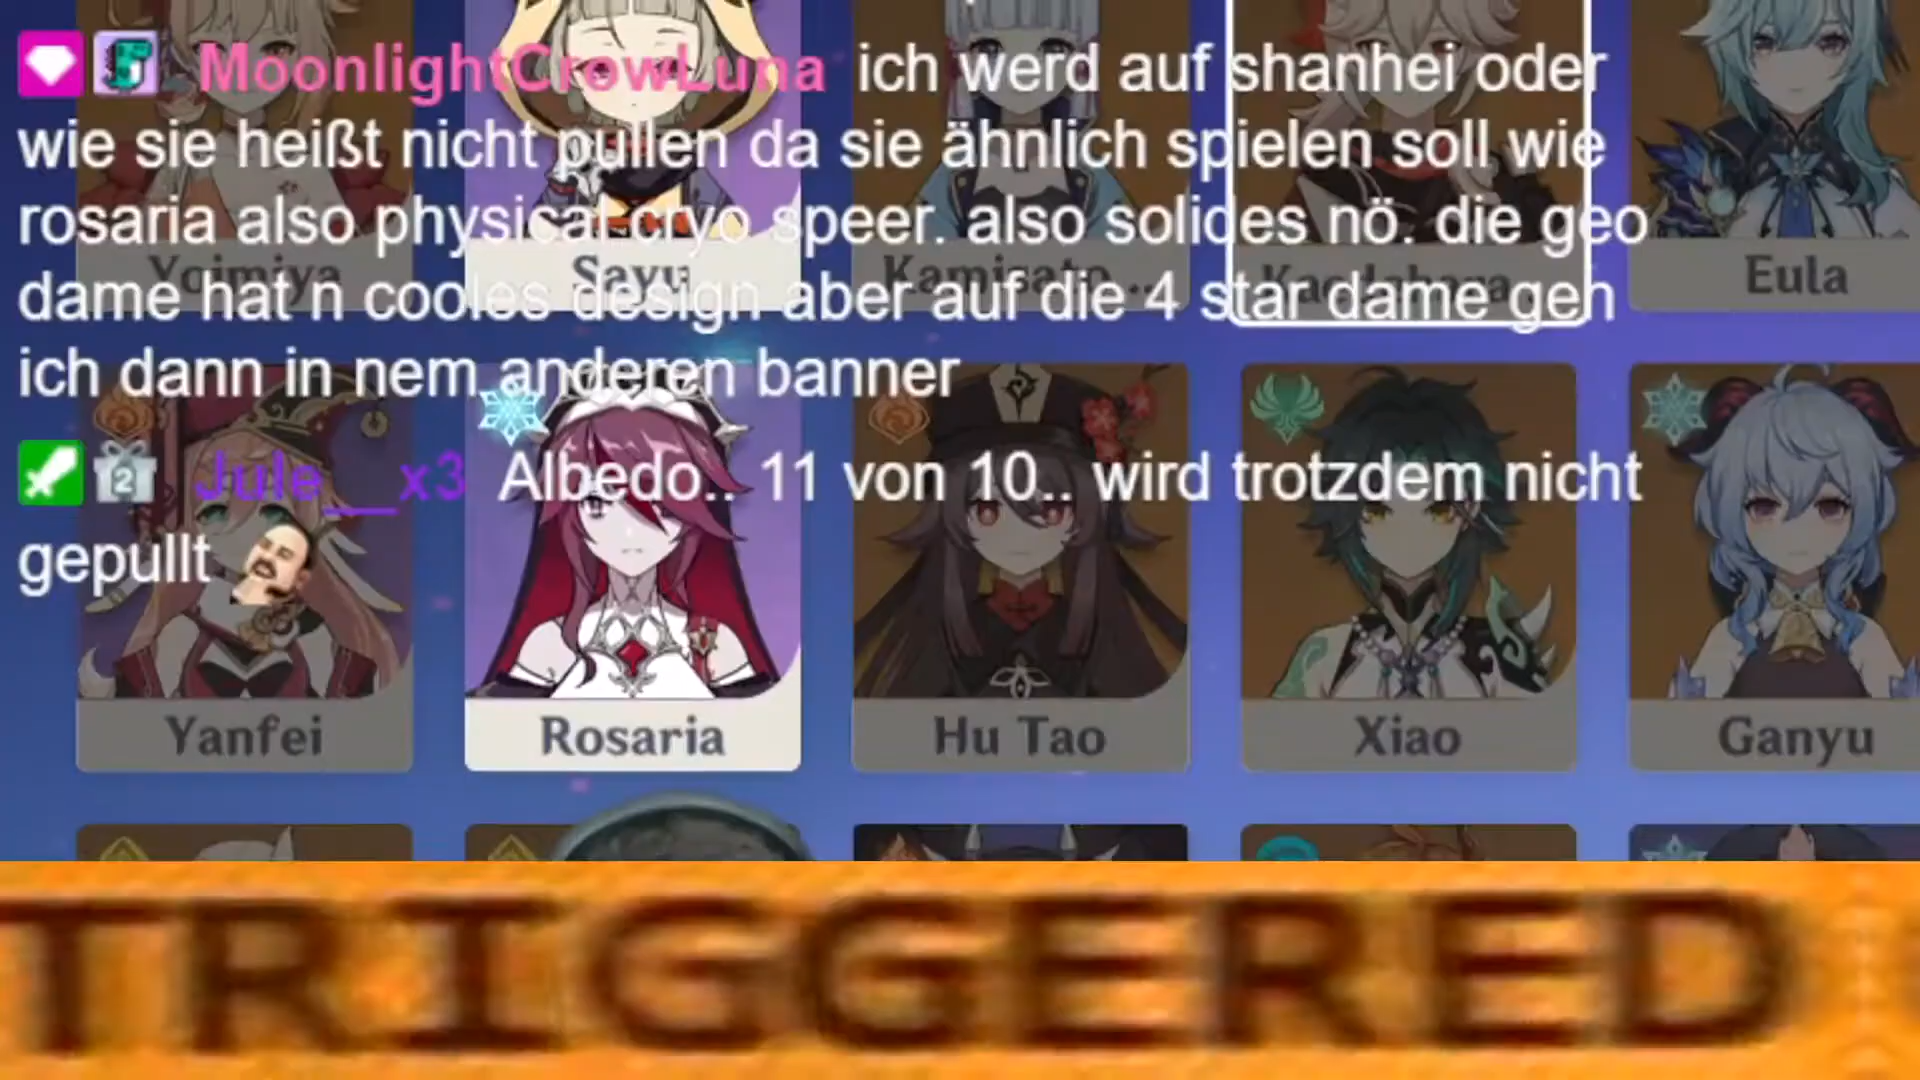 MoonlightCrowLuna ich werd auf shanhei oder
wie sie heißt nicht pullen da sie ähnlich spielen soll wie
rosaria also physical cryo speer. also solides nö. die geo
dame hat n cooles design aber auf die 4 star dame geh
ich dann in nem anderen banner
Yoimiya
Sayu
Kamisato ...
Kaedehara ...
Eula
2 Jule__x3 Albedo.. 11 von 10.. wird trotzdem nicht
gepullt
Yanfei
Rosaria
Hu Tao
Xiao
Ganyu
TRIGGERED